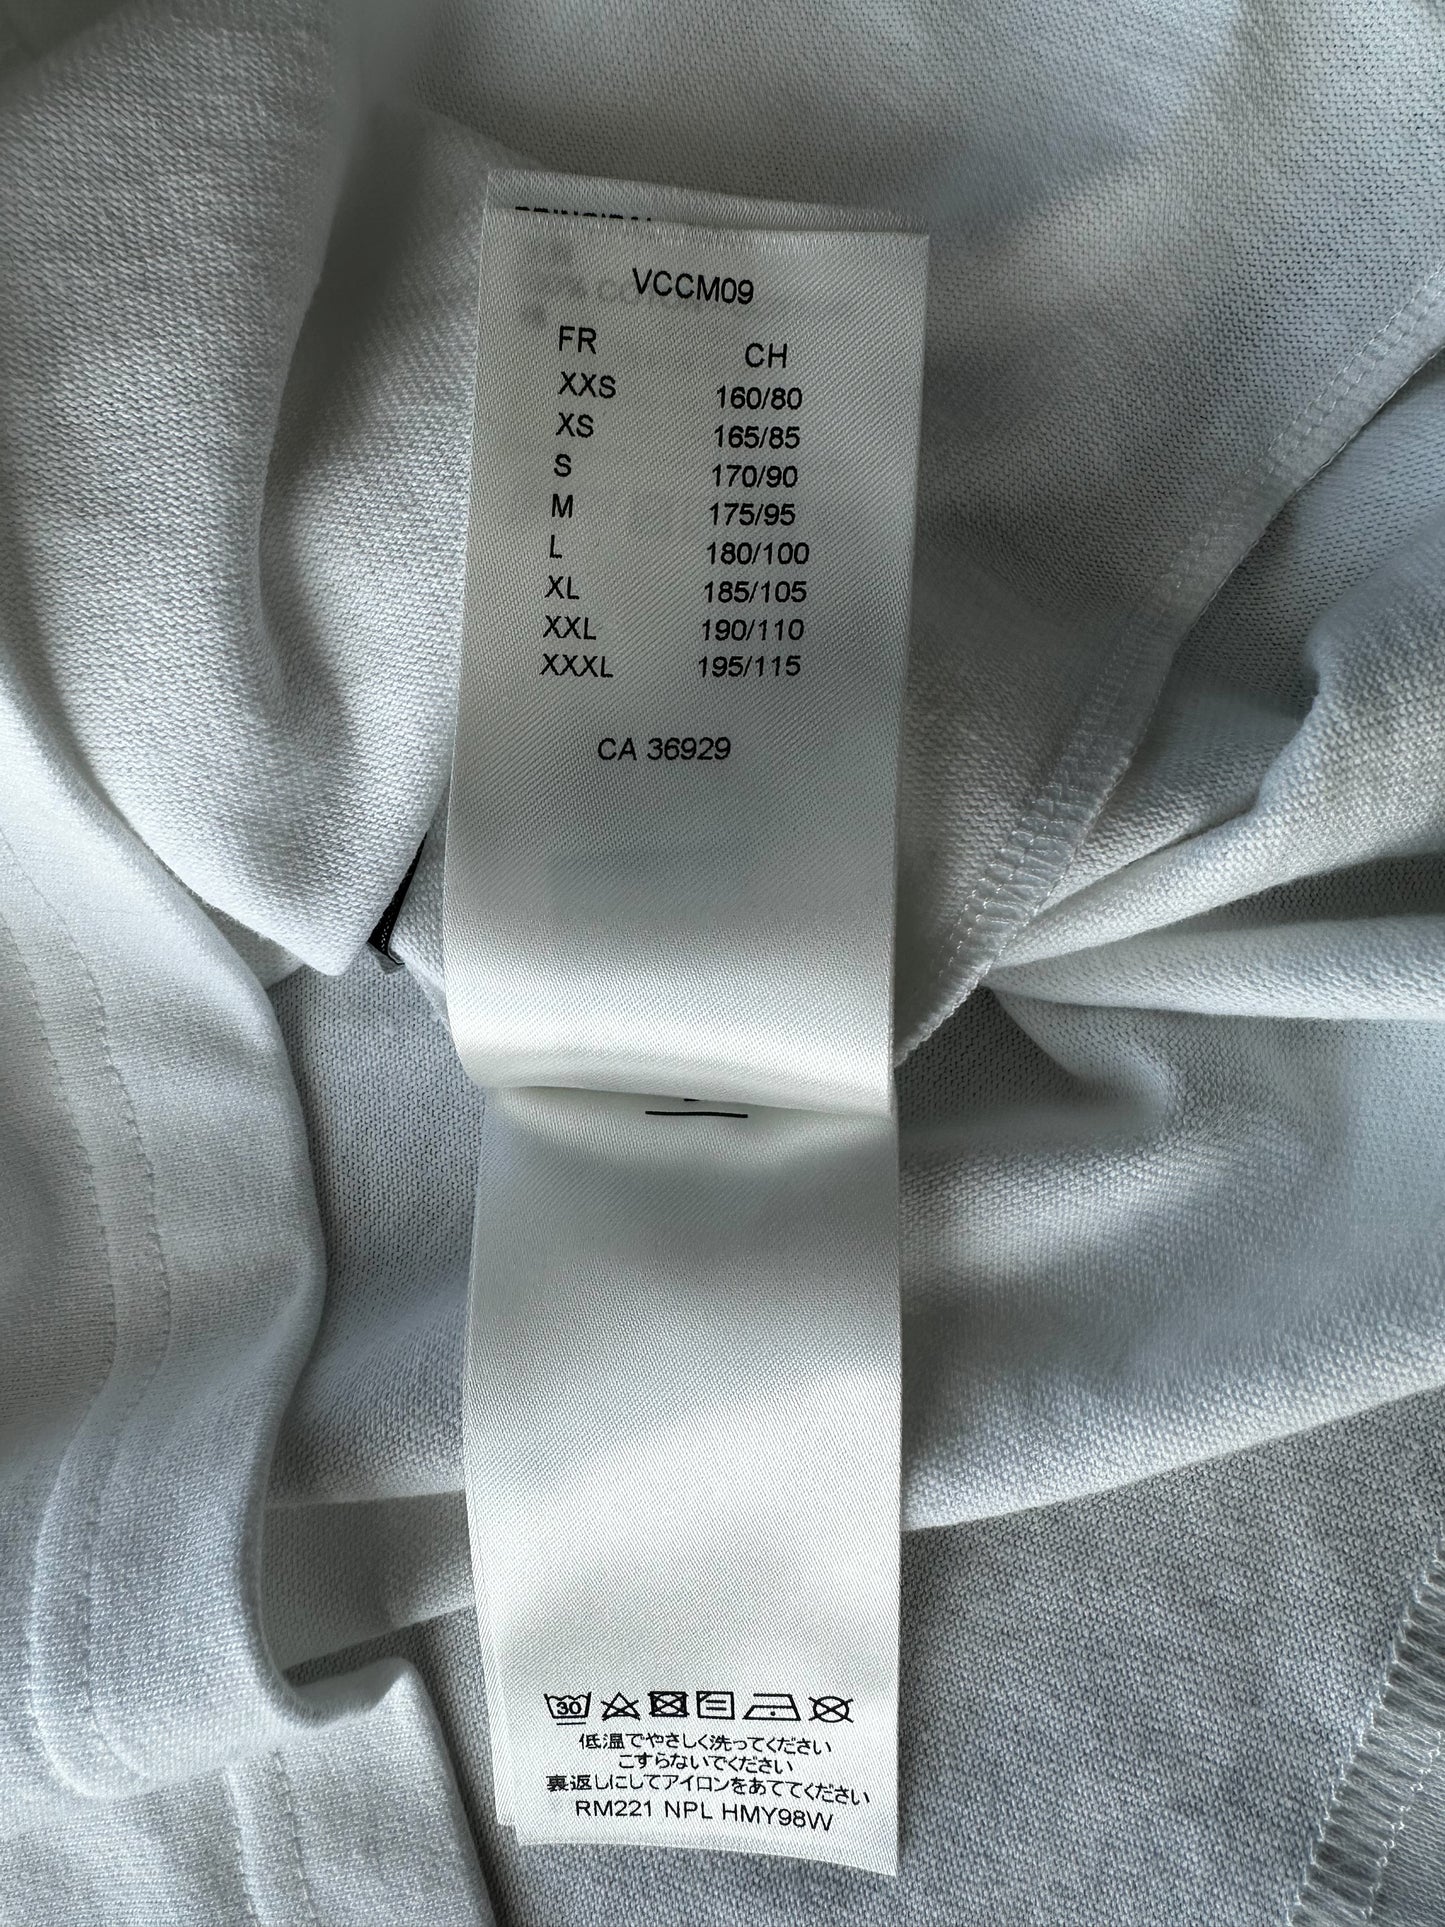 PRINCIPAL
VCCM09
FR CH
XXS 160/80
XS 165/85
S 170/90
M 175/95
L 180/100
XL 185/105
XXL 190/110
XXXL 195/115
CA 36929
30
低温でやさしく洗ってください
こすらないでください
裏返しにしてアイロンをあててください
RM221 NPL HMY98W